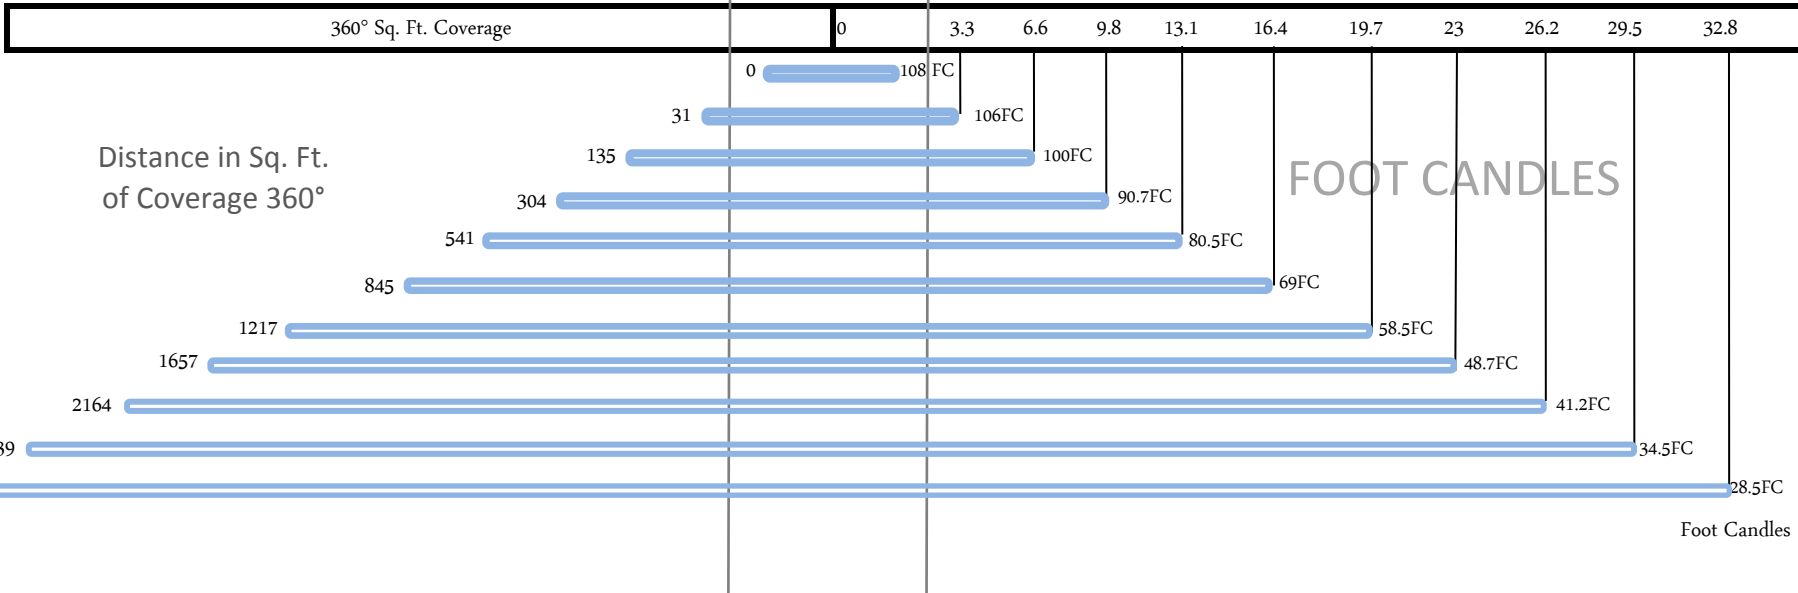 360° Sq. Ft. Coverage 0 3.3 6.6 9.8 13.1 16.4 19.7 23 26.2 29.5 32.8
0 108 FC
31 106FC
Distance in Sq. Ft.
of Coverage 360°
135 100FC
FOOT CANDLES
304 90.7FC
541 80.5FC
845 69FC
1217 58.5FC
1657 48.7FC
2164 41.2FC
39 34.5FC
28.5FC
Foot Candles